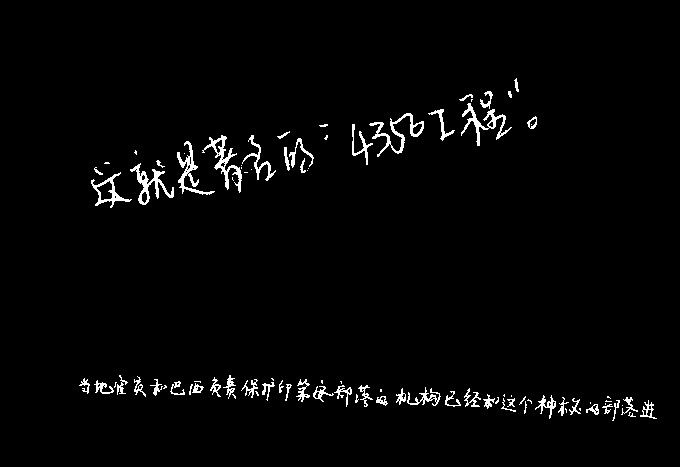 这就是著名的“4350工程”。
当地官员和巴西负责保护印第安部落的机构已经和这个神秘的部落进